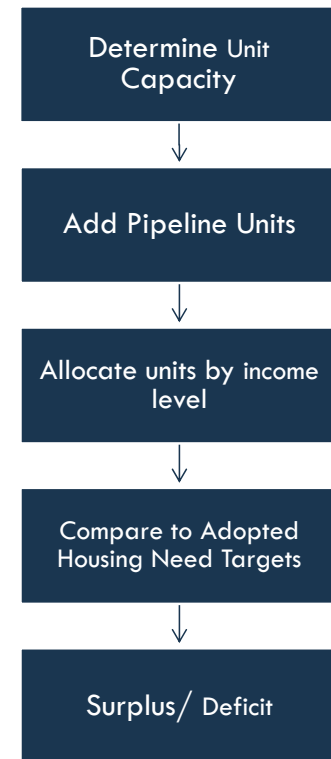 Determine Unit
Capacity
Add Pipeline Units
Allocate units by income
level
Compare to Adopted
Housing Need Targets
Surplus/ Deficit